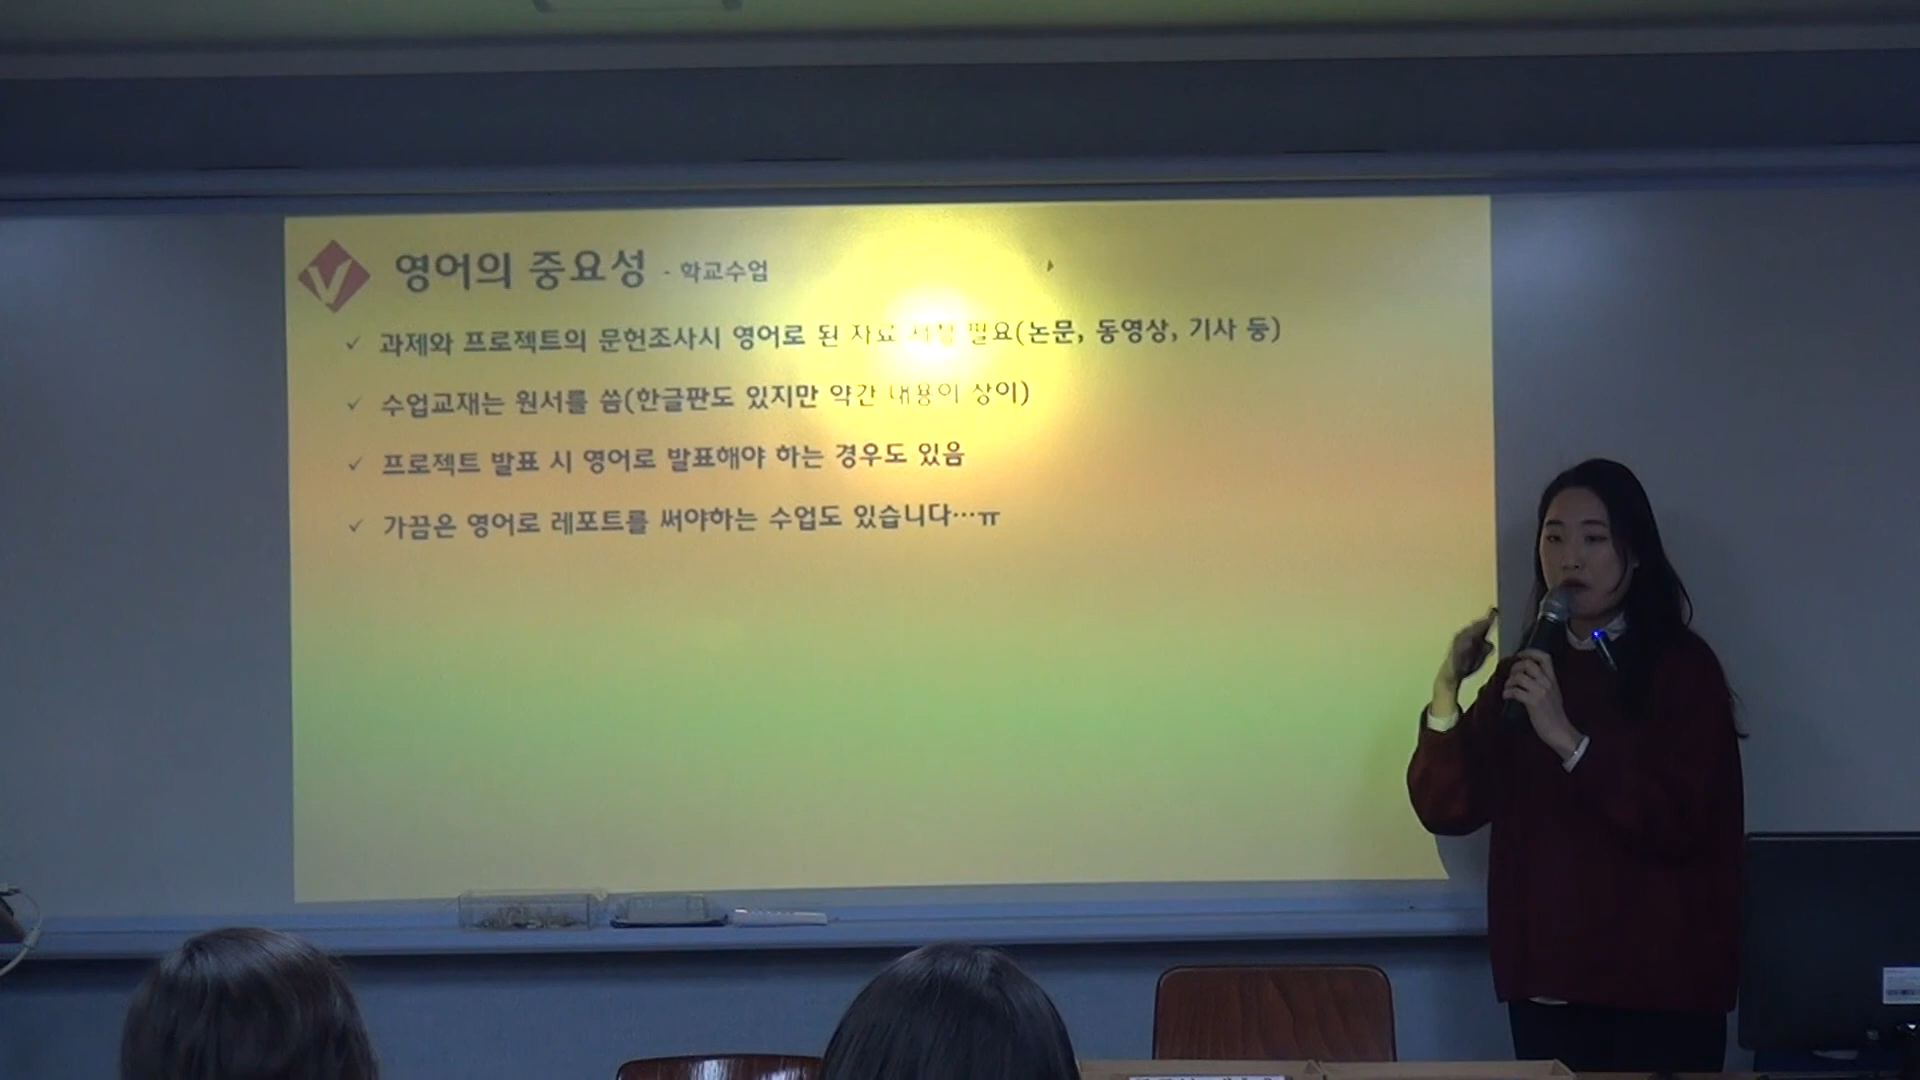 영어의 중요성 - 학교수업
✓ 과제와 프로젝트의 문헌조사시 영어로 된 자료 필요(논문, 동영상, 기사 등)
✓ 수업교재는 원서를 씀(한글판도 있지만 약간 내용이 상이)
✓ 프로젝트 발표 시 영어로 발표해야 하는 경우도 있음
✓ 가끔은 영어로 레포트를 써야하는 수업도 있습니다…ㅠ